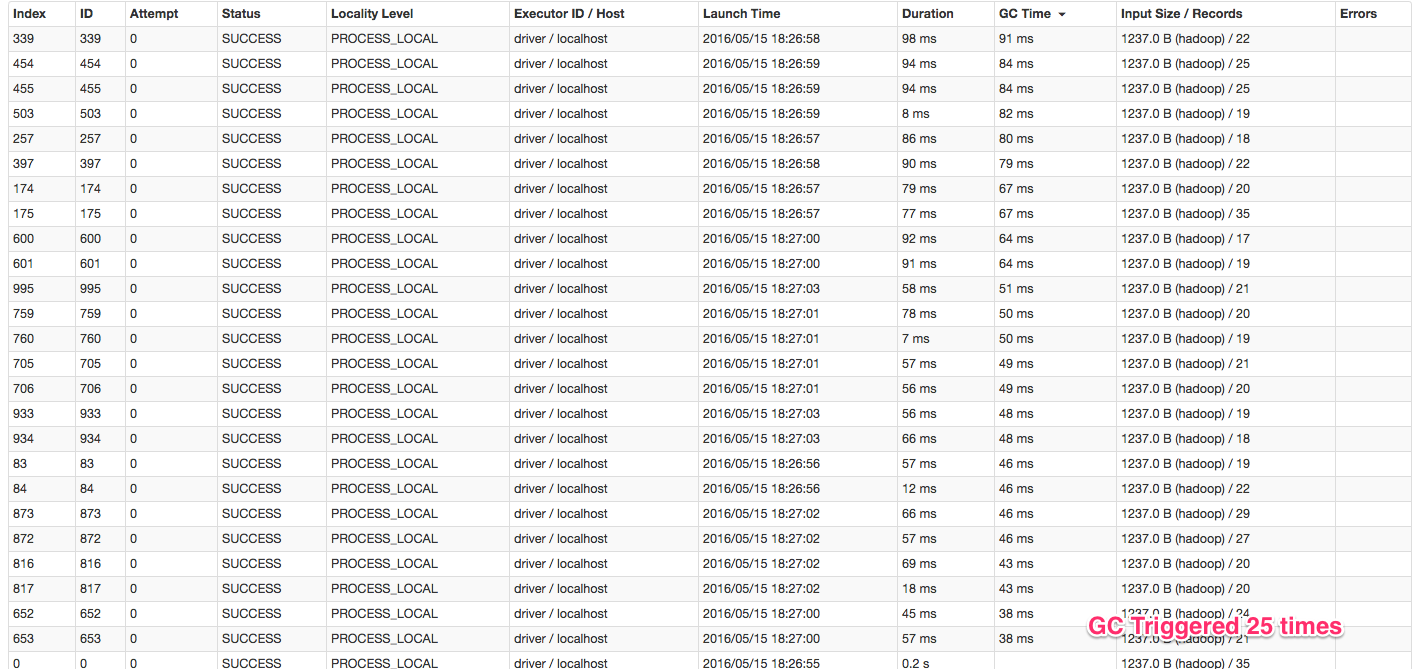 Index ID Attempt Status Locality Level Executor ID / Host Launch Time Duration GC Time Input Size / Records Errors
339 339 0 SUCCESS PROCESS_LOCAL driver / localhost 2016/05/15 18:26:58 98 ms 91 ms 1237.0 B (hadoop) / 22
454 454 0 SUCCESS PROCESS_LOCAL driver / localhost 2016/05/15 18:26:59 94 ms 84 ms 1237.0 B (hadoop) / 25
455 455 0 SUCCESS PROCESS_LOCAL driver / localhost 2016/05/15 18:26:59 94 ms 84 ms 1237.0 B (hadoop) / 25
503 503 0 SUCCESS PROCESS_LOCAL driver / localhost 2016/05/15 18:26:59 8 ms 82 ms 1237.0 B (hadoop) / 19
257 257 0 SUCCESS PROCESS_LOCAL driver / localhost 2016/05/15 18:26:57 86 ms 80 ms 1237.0 B (hadoop) / 18
397 397 0 SUCCESS PROCESS_LOCAL driver / localhost 2016/05/15 18:26:58 90 ms 79 ms 1237.0 B (hadoop) / 22
174 174 0 SUCCESS PROCESS_LOCAL driver / localhost 2016/05/15 18:26:57 79 ms 67 ms 1237.0 B (hadoop) / 20
175 175 0 SUCCESS PROCESS_LOCAL driver / localhost 2016/05/15 18:26:57 77 ms 67 ms 1237.0 B (hadoop) / 35
600 600 0 SUCCESS PROCESS_LOCAL driver / localhost 2016/05/15 18:27:00 92 ms 64 ms 1237.0 B (hadoop) / 17
601 601 0 SUCCESS PROCESS_LOCAL driver / localhost 2016/05/15 18:27:00 91 ms 64 ms 1237.0 B (hadoop) / 19
995 995 0 SUCCESS PROCESS_LOCAL driver / localhost 2016/05/15 18:27:03 58 ms 51 ms 1237.0 B (hadoop) / 21
759 759 0 SUCCESS PROCESS_LOCAL driver / localhost 2016/05/15 18:27:01 78 ms 50 ms 1237.0 B (hadoop) / 20
760 760 0 SUCCESS PROCESS_LOCAL driver / localhost 2016/05/15 18:27:01 7 ms 50 ms 1237.0 B (hadoop) / 19
705 705 0 SUCCESS PROCESS_LOCAL driver / localhost 2016/05/15 18:27:01 57 ms 49 ms 1237.0 B (hadoop) / 21
706 706 0 SUCCESS PROCESS_LOCAL driver / localhost 2016/05/15 18:27:01 56 ms 49 ms 1237.0 B (hadoop) / 20
933 933 0 SUCCESS PROCESS_LOCAL driver / localhost 2016/05/15 18:27:03 56 ms 48 ms 1237.0 B (hadoop) / 19
934 934 0 SUCCESS PROCESS_LOCAL driver / localhost 2016/05/15 18:27:03 66 ms 48 ms 1237.0 B (hadoop) / 18
83 83 0 SUCCESS PROCESS_LOCAL driver / localhost 2016/05/15 18:26:56 57 ms 46 ms 1237.0 B (hadoop) / 19
84 84 0 SUCCESS PROCESS_LOCAL driver / localhost 2016/05/15 18:26:56 12 ms 46 ms 1237.0 B (hadoop) / 22
873 873 0 SUCCESS PROCESS_LOCAL driver / localhost 2016/05/15 18:27:02 66 ms 46 ms 1237.0 B (hadoop) / 29
872 872 0 SUCCESS PROCESS_LOCAL driver / localhost 2016/05/15 18:27:02 57 ms 46 ms 1237.0 B (hadoop) / 27
816 816 0 SUCCESS PROCESS_LOCAL driver / localhost 2016/05/15 18:27:02 69 ms 43 ms 1237.0 B (hadoop) / 20
817 817 0 SUCCESS PROCESS_LOCAL driver / localhost 2016/05/15 18:27:02 18 ms 43 ms 1237.0 B (hadoop) / 20
652 652 0 SUCCESS PROCESS_LOCAL driver / localhost 2016/05/15 18:27:00 45 ms 38 ms 1237.0 B (hadoop) / 24
GC Triggered 25 times
653 653 0 SUCCESS PROCESS_LOCAL driver / localhost 2016/05/15 18:27:00 57 ms 38 ms 1237.0 B (hadoop) / 21
0 0 0 SUCCESS PROCESS_LOCAL driver / localhost 2016/05/15 18:26:55 0.2 s 1237.0 B (hadoop) / 35